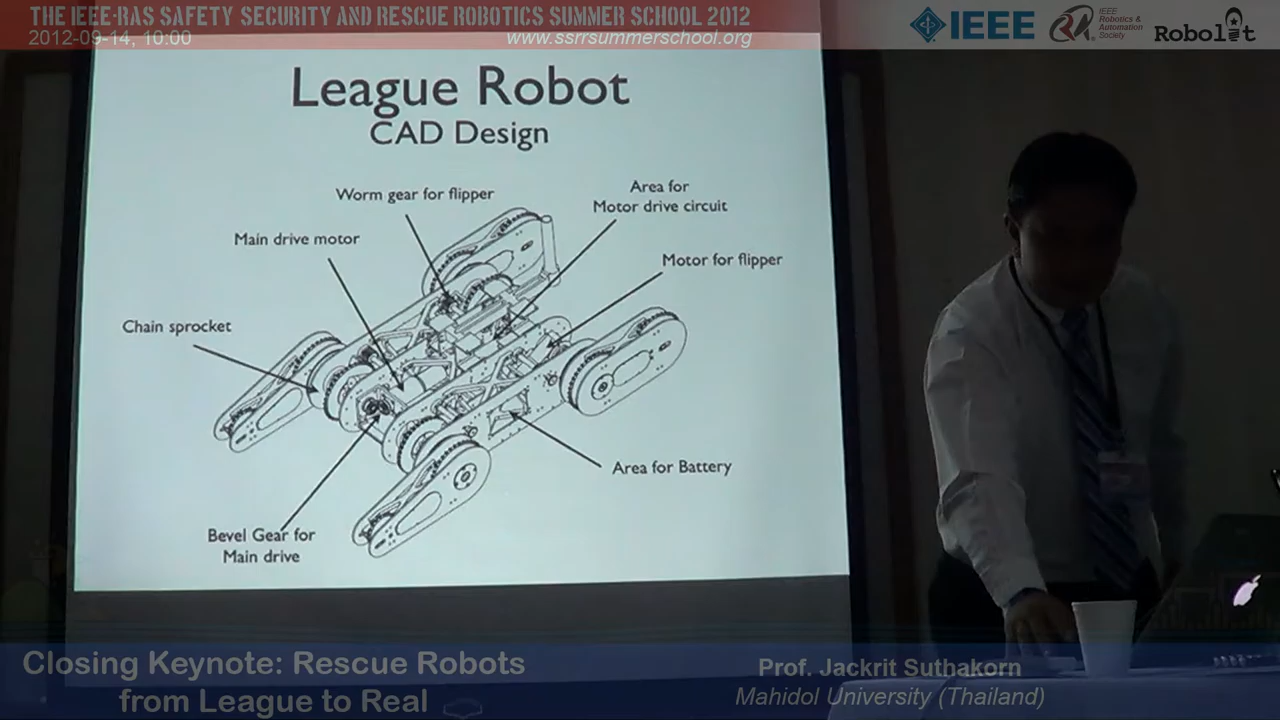 THE IEEE-RAS SAFETY SECURITY AND RESCUE ROBOTICS SUMMER SCHOOL 2012
2012-09-14, 10:00
www.ssrrsummerschool.org
IEEE
IEEE
Robotics &
Automation
Society
Robolit
League Robot
CAD Design
Worm gear for flipper
Area for
Motor drive circuit
Main drive motor
Motor for flipper
Chain sprocket
Area for Battery
Bevel Gear for
Main drive
Closing Keynote: Rescue Robots
from League to Real
Prof. Jackrit Suthakorn
Mahidol University (Thailand)